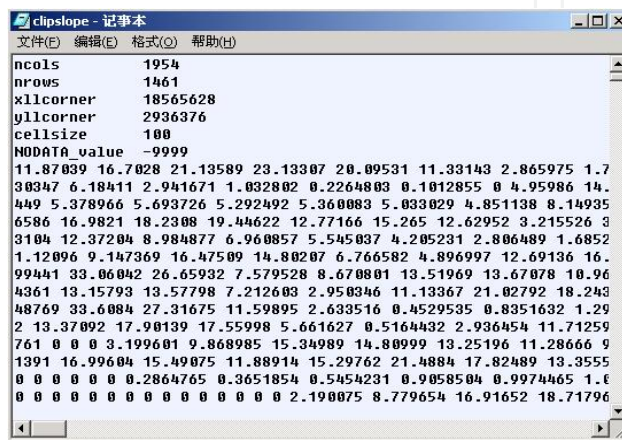 clipslope - 记事本
文件(F) 编辑(E) 格式(O) 帮助(H)
ncols 1954
nrows 1461
xllcorner 18565628
yllcorner 2936376
cellsize 100
NODATA_value -9999
11.87039 16.7028 21.13589 23.13307 20.09531 11.33143 2.865975 1.7
30347 6.18411 2.941671 1.032802 0.2264803 0.1012855 0 4.95986 14.
449 5.378966 5.693726 5.292492 5.360083 5.033029 4.851138 8.14935
6586 16.9821 18.2308 19.44622 12.77166 15.265 12.62952 3.215526 3
3104 12.37204 8.984877 6.960857 5.545037 4.205231 2.806489 1.6852
1.12096 9.147369 16.47509 14.80207 6.766582 4.896997 12.69136 16.
99441 33.06042 26.65932 7.579528 8.670801 13.51969 13.67078 10.96
4361 13.15793 13.57798 7.212603 2.950346 11.13367 21.02792 18.243
48769 33.6084 27.31675 11.59895 2.633516 0.4529535 0.8351632 1.29
2 13.37092 17.90139 17.55998 5.661627 0.5164432 2.936454 11.71259
761 0 0 0 3.199601 9.868985 15.34989 14.80999 13.25196 11.28666 9
1391 16.99604 15.49075 11.88914 15.29762 21.4884 17.82489 13.3555
0 0 0 0 0 0 0.2864765 0.3651854 0.5454231 0.9058504 0.9974465
0 0 0 0 0 0 0 0 0 0 0 0 0 2.190075 8.779654 16.91652 18.71796